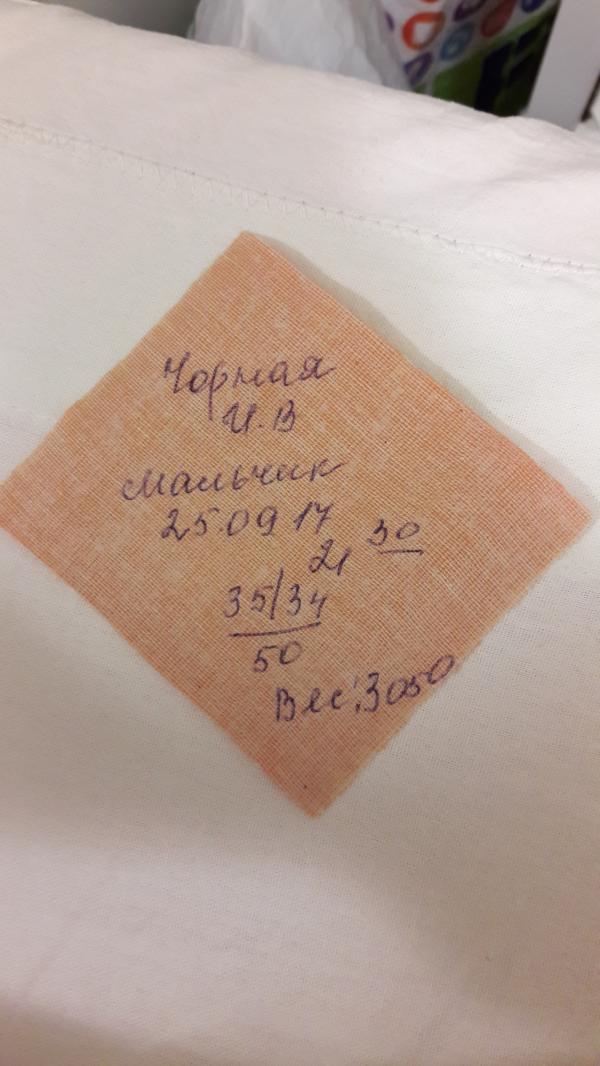 Чорная
И.В
мальчик
25.09 17
21 30
35/34
50
Вес: 3050